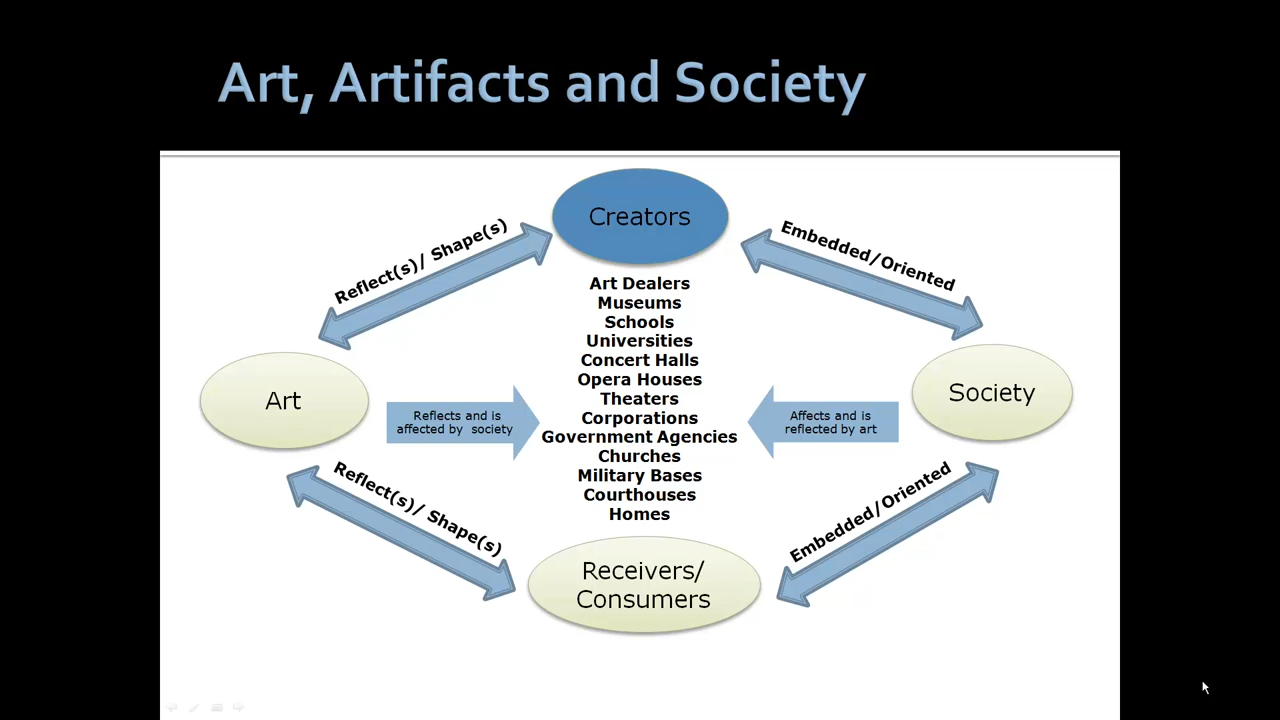 Art, Artifacts and Society
Creators
Reflect(s)/ Shape(s)
Embedded/Oriented
Art Dealers
Museums
Schools
Universities
Concert Halls
Opera Houses
Theaters
Corporations
Government Agencies
Churches
Military Bases
Courthouses
Homes
Art
Reflects and is
affected by society
Affects and is
reflected by art
Society
Reflect(s)/ Shape(s)
Embedded/Oriented
Receivers/
Consumers